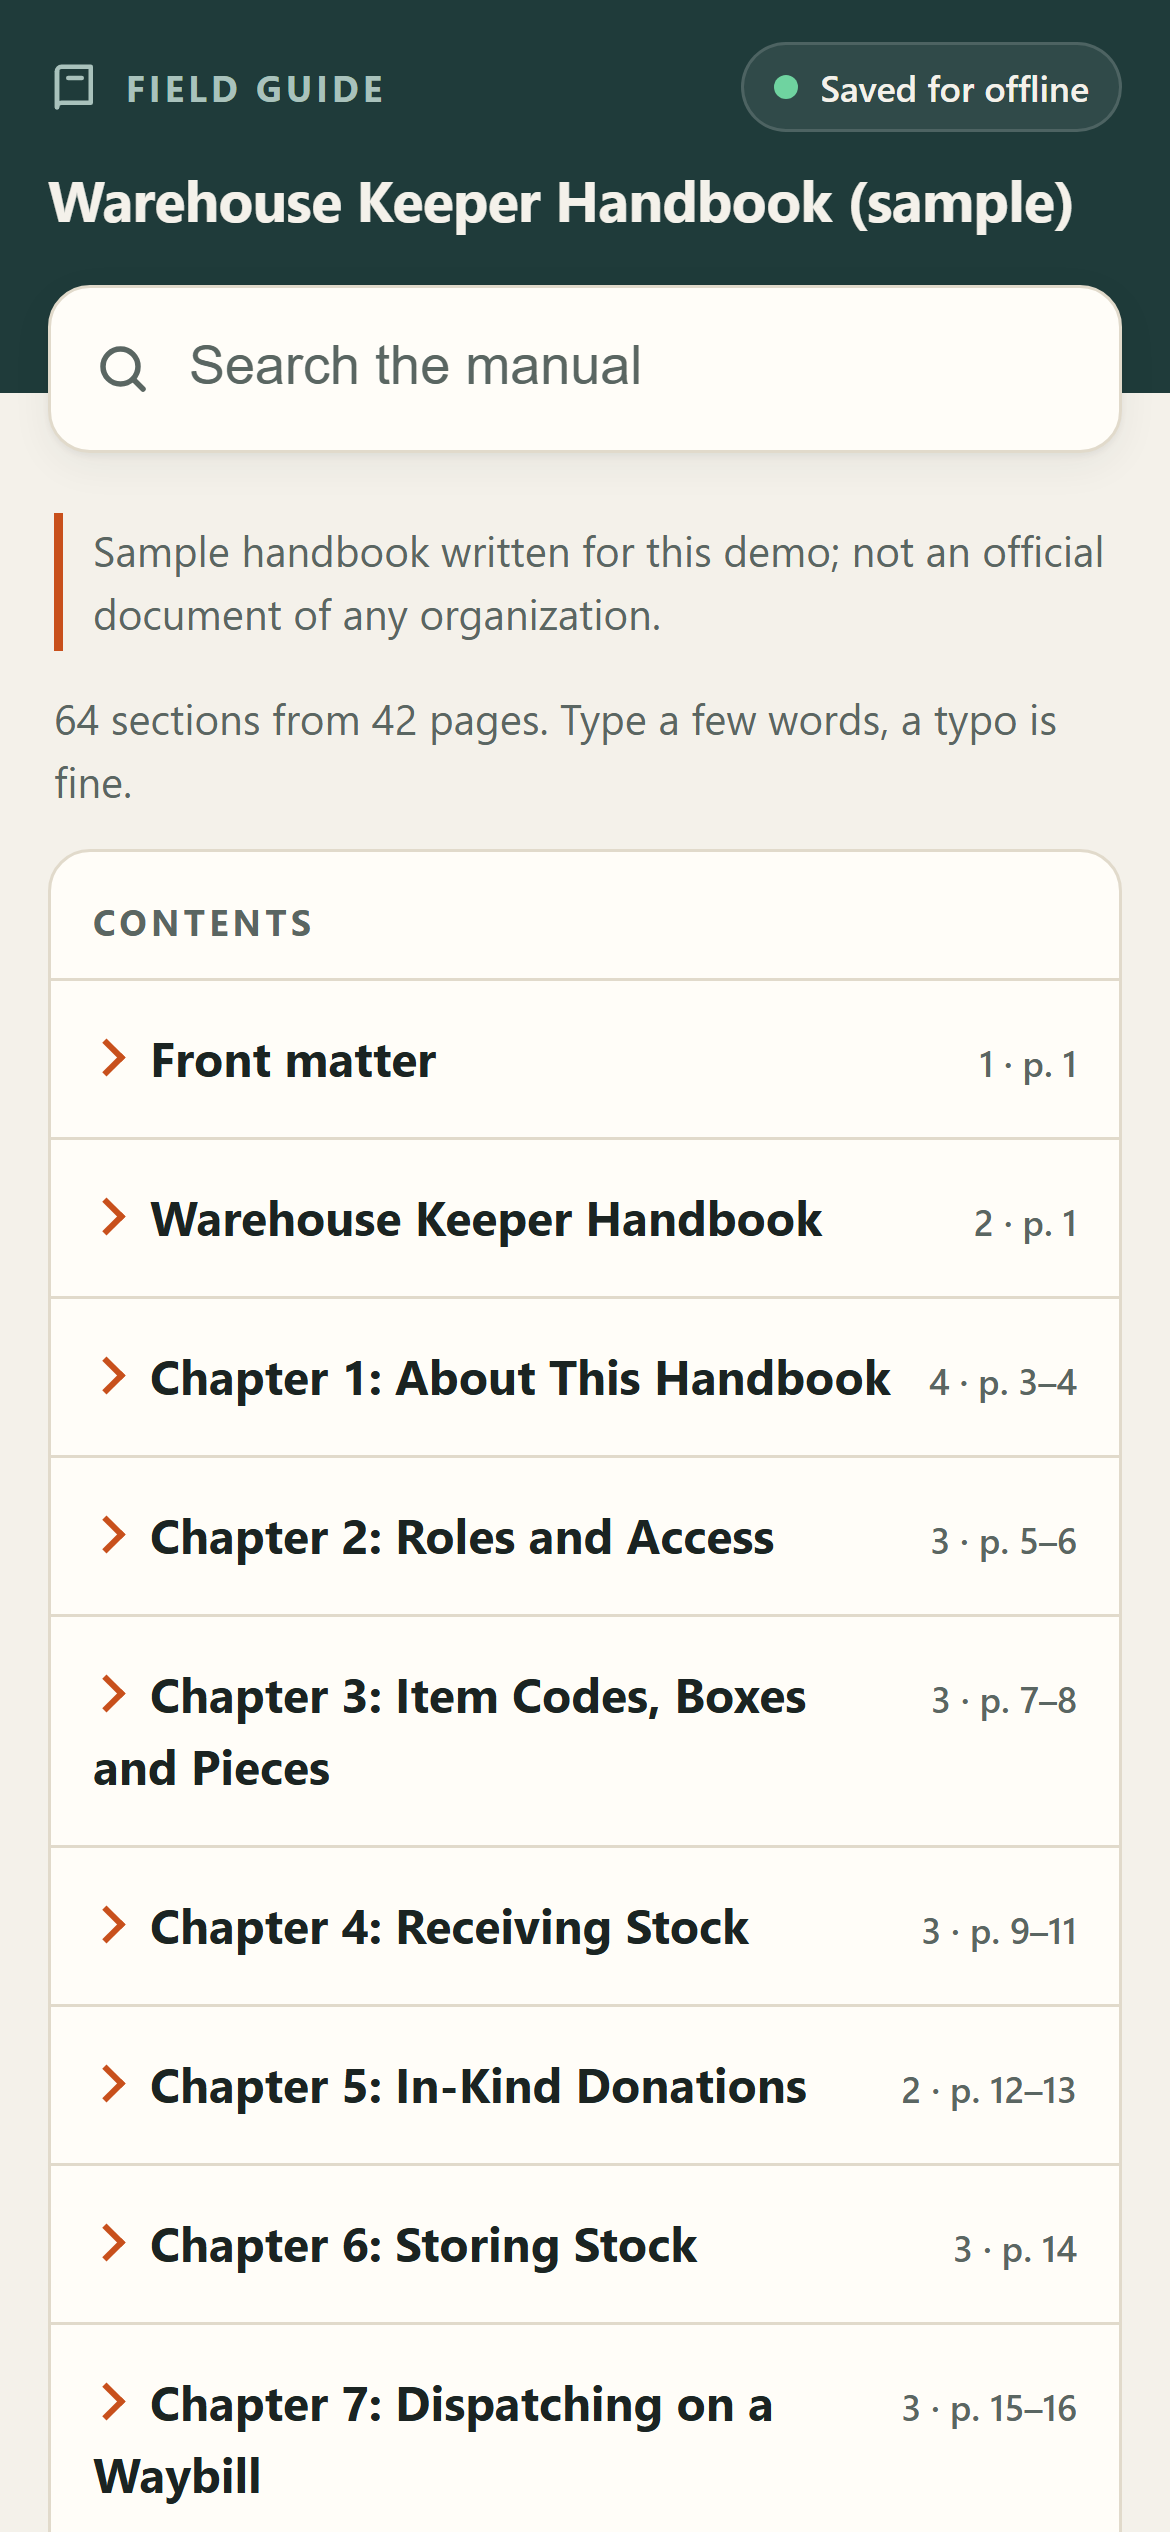 FIELD GUIDE
Saved for offline
Warehouse Keeper Handbook (sample)
Search the manual
Sample handbook written for this demo; not an official
document of any organization.
64 sections from 42 pages. Type a few words, a typo is
fine.
CONTENTS
Front matter 1 · p. 1
Warehouse Keeper Handbook 2 · p. 1
Chapter 1: About This Handbook 4 · p. 3–4
Chapter 2: Roles and Access 3 · p. 5–6
Chapter 3: Item Codes, Boxes 3 · p. 7–8
and Pieces
Chapter 4: Receiving Stock 3 · p. 9–11
Chapter 5: In-Kind Donations 2 · p. 12–13
Chapter 6: Storing Stock 3 · p. 14
Chapter 7: Dispatching on a 3 · p. 15–16
Waybill